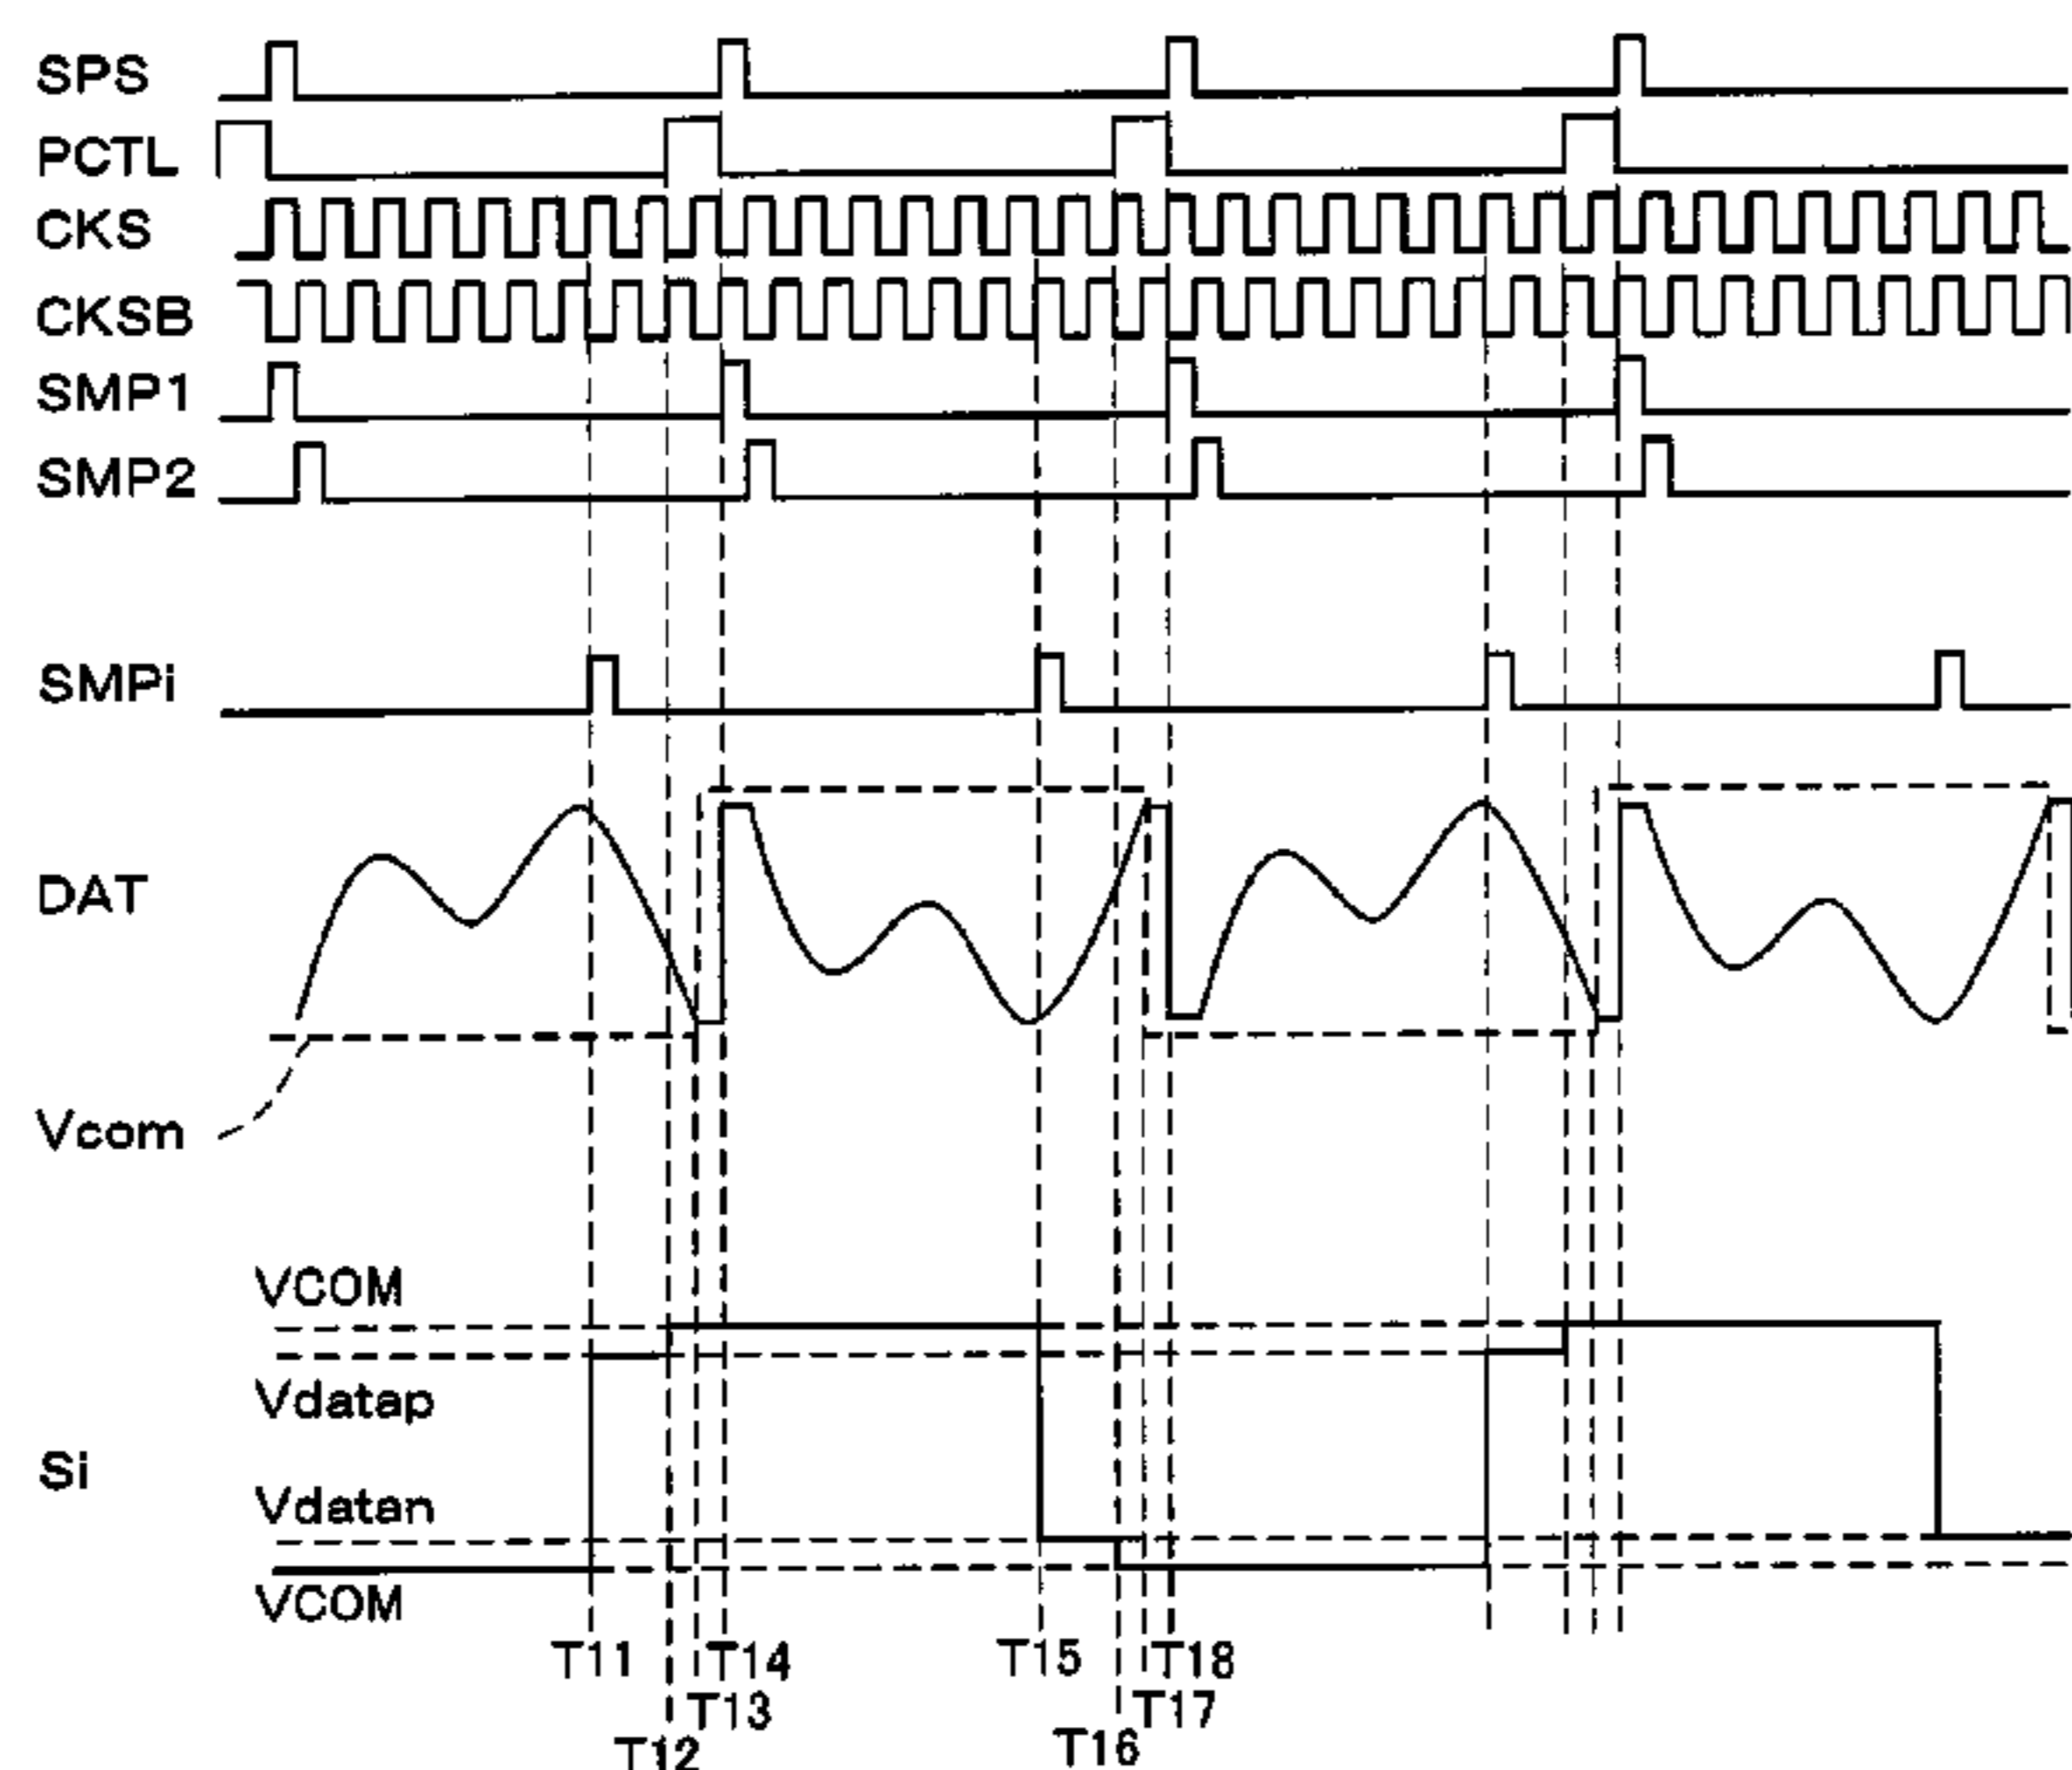 SPS
PCTL
CKS
CKSB
SMP1
SMP2
SMPi
DAT
Vcom
VCOM
Vdatap
Si
Vdatan
VCOM
T11 T14 T15 T18
T13 T17
T12 T16